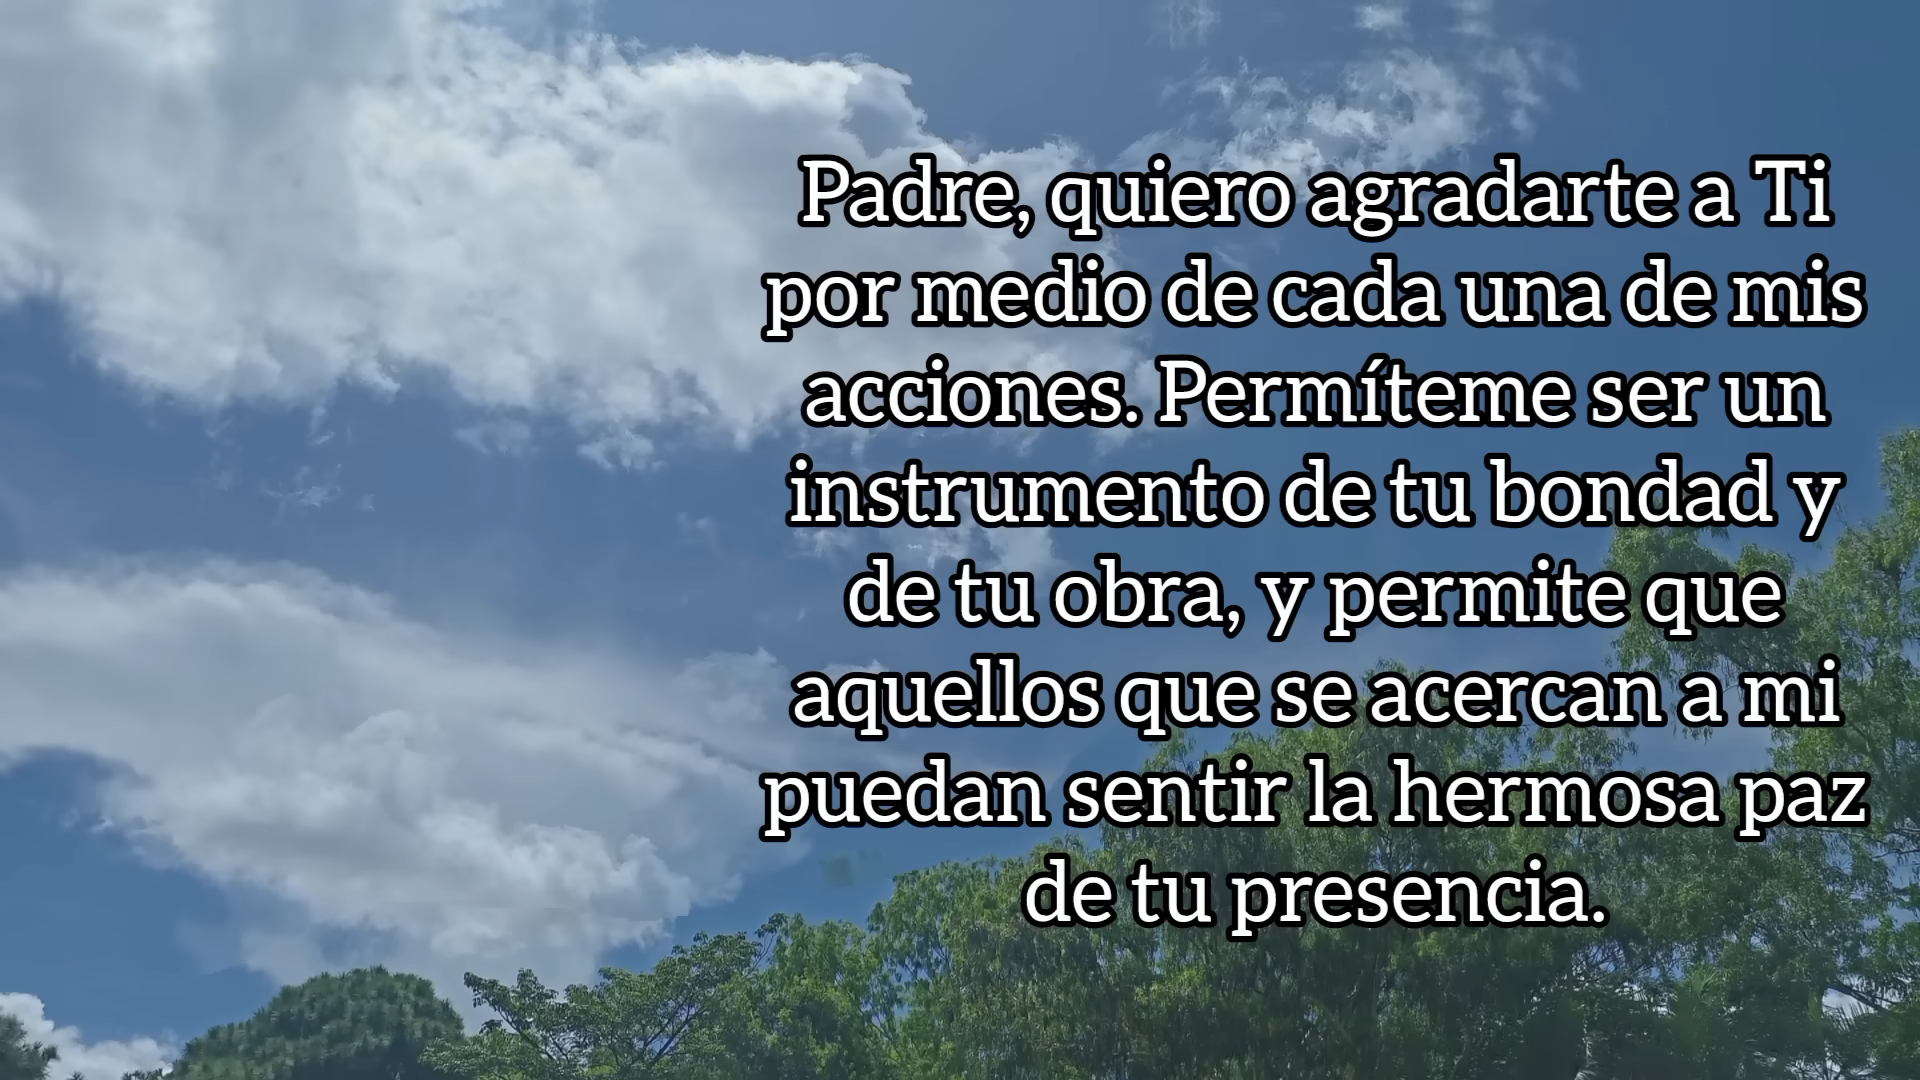 Padre, quiero agradarte a Ti
por medio de cada una de mis
acciones. Permíteme ser un
instrumento de tu bondad y
de tu obra, y permite que
aquellos que se acercan a mi
puedan sentir la hermosa paz
de tu presencia.